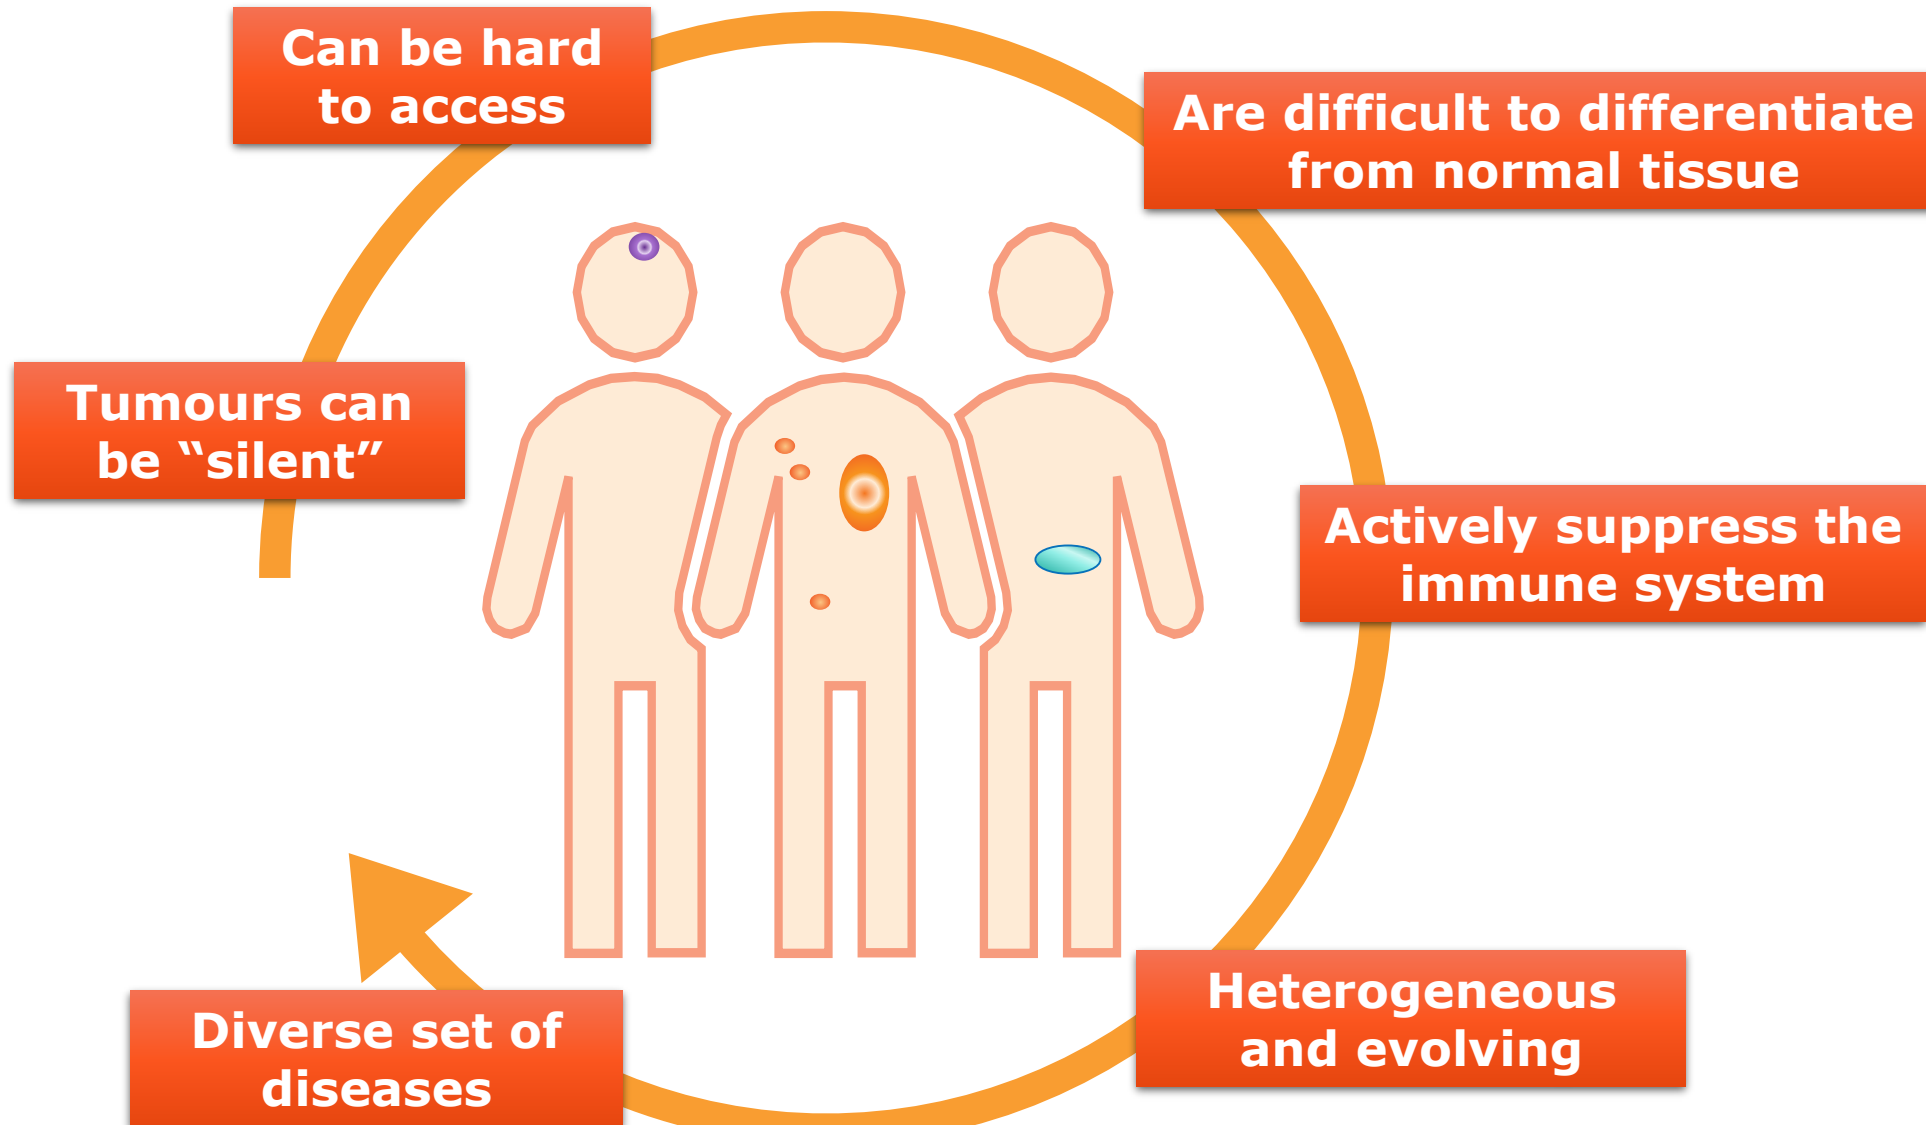 Can be hard
to access
Are difficult to differentiate
from normal tissue
Tumours can
be “silent”
Actively suppress the
immune system
Heterogeneous
and evolving
Diverse set of
diseases